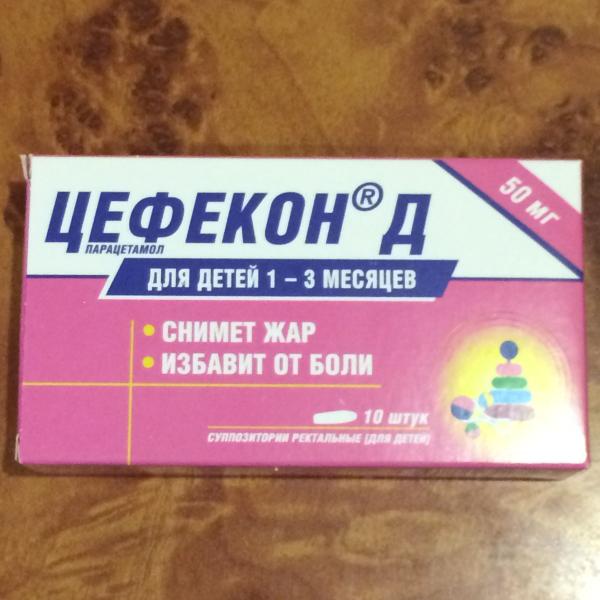 ЦЕФЕКОН® Д
ПАРАЦЕТАМОЛ
50 МГ
ДЛЯ ДЕТЕЙ 1 – 3 МЕСЯЦЕВ
• СНИМЕТ ЖАР
• ИЗБАВИТ ОТ БОЛИ
10 штук
СУППОЗИТОРИИ РЕКТАЛЬНЫЕ (ДЛЯ ДЕТЕЙ)